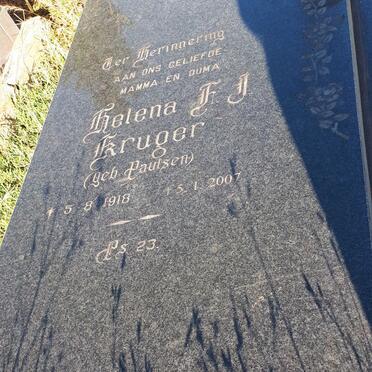 Ter Herinnering
AAN ONS GELIEFDE
MAMMA EN OUMA
Helena F J
Kruger
(geb Paulsen)
* 5· 8· 1918 † 5· 1· 2007
Ps 23.